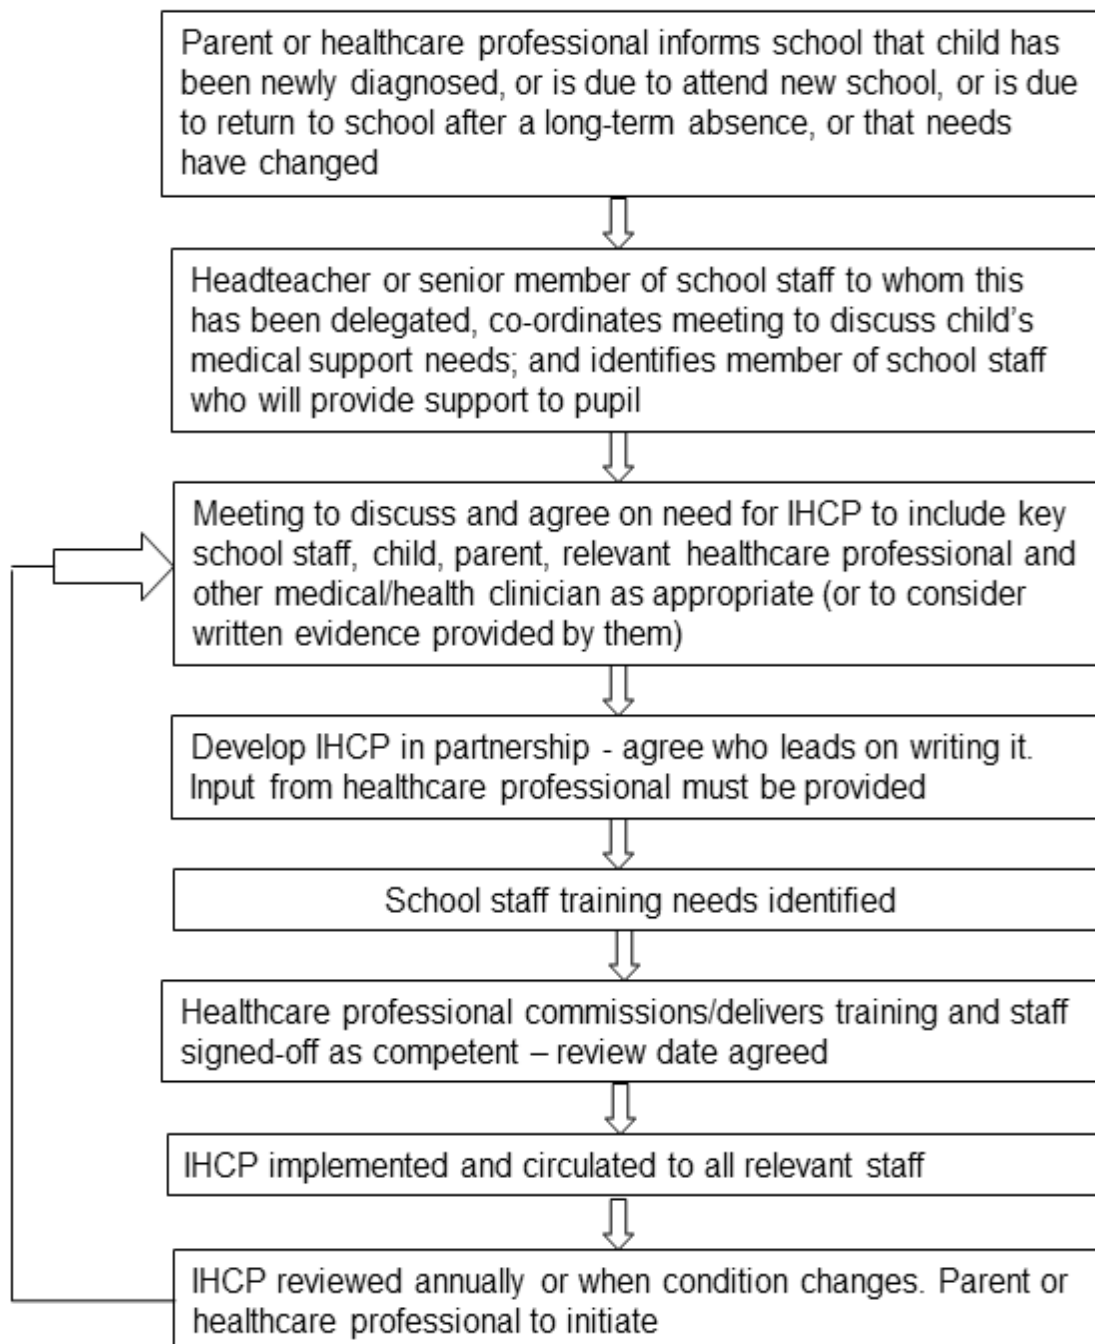 Parent or healthcare professional informs school that child has
been newly diagnosed, or is due to attend new school, or is due
to return to school after a long-term absence, or that needs
have changed
Headteacher or senior member of school staff to whom this
has been delegated, co-ordinates meeting to discuss child’s
medical support needs; and identifies member of school staff
who will provide support to pupil
Meeting to discuss and agree on need for IHCP to include key
school staff, child, parent, relevant healthcare professional and
other medical/health clinician as appropriate (or to consider
written evidence provided by them)
Develop IHCP in partnership - agree who leads on writing it.
Input from healthcare professional must be provided
School staff training needs identified
Healthcare professional commissions/delivers training and staff
signed-off as competent – review date agreed
IHCP implemented and circulated to all relevant staff
IHCP reviewed annually or when condition changes. Parent or
healthcare professional to initiate